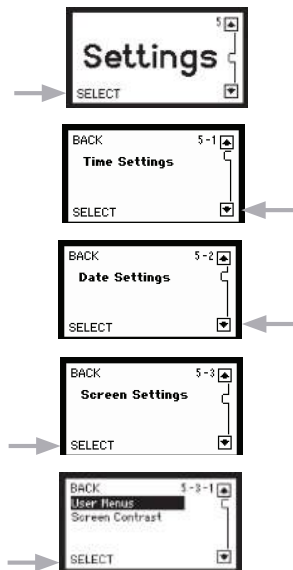 5
Settings
SELECT
BACK 5-1
Time Settings
SELECT
BACK 5-2
Date Settings
SELECT
BACK 5-3
Screen Settings
SELECT
BACK 5-3-1
User Menus
Screen Contrast
SELECT